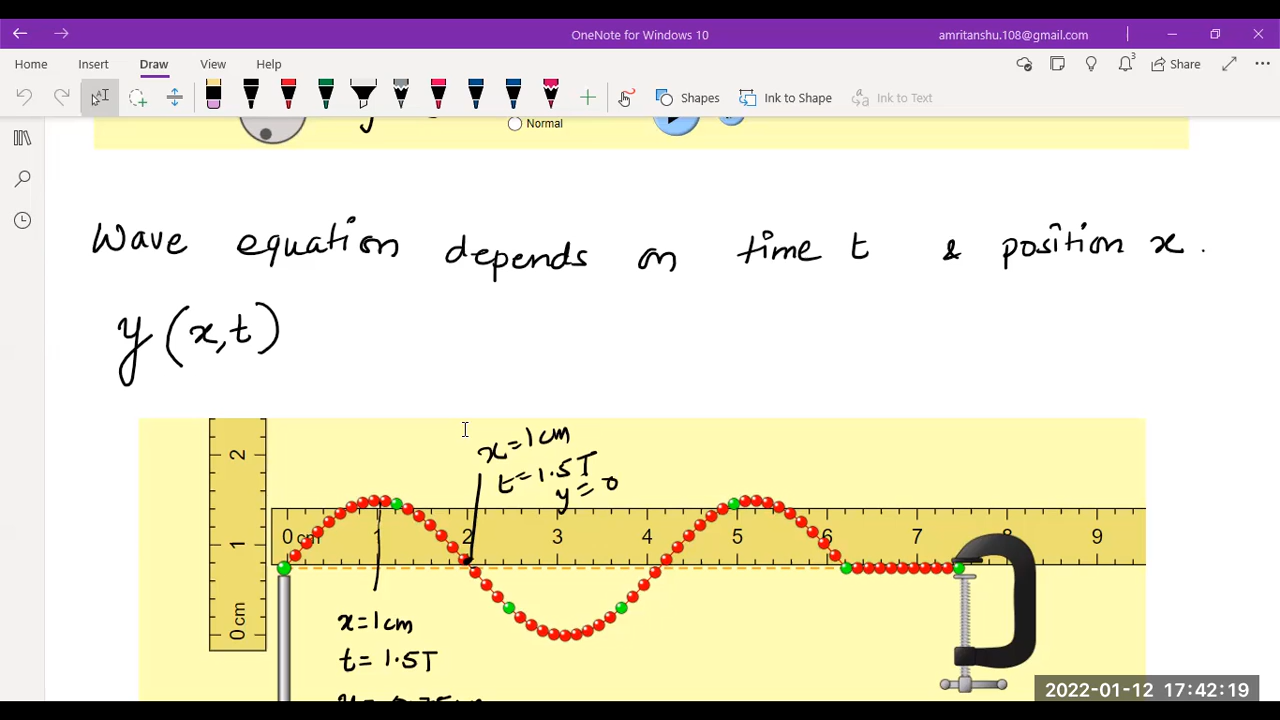 OneNote for Windows 10
amritanshu.108@gmail.com
Home Insert Draw View Help
Share
Shapes
Ink to Shape
Ink to Text
Normal
Wave equation depends on time t & position x.
y(x,t)
x=1cm
t=1.5T
y=0
2
1
0 cm
0 cm 1 2 3 4 5 6 7 8 9
x=1cm
t=1.5T
2022-01-12 17:42:19